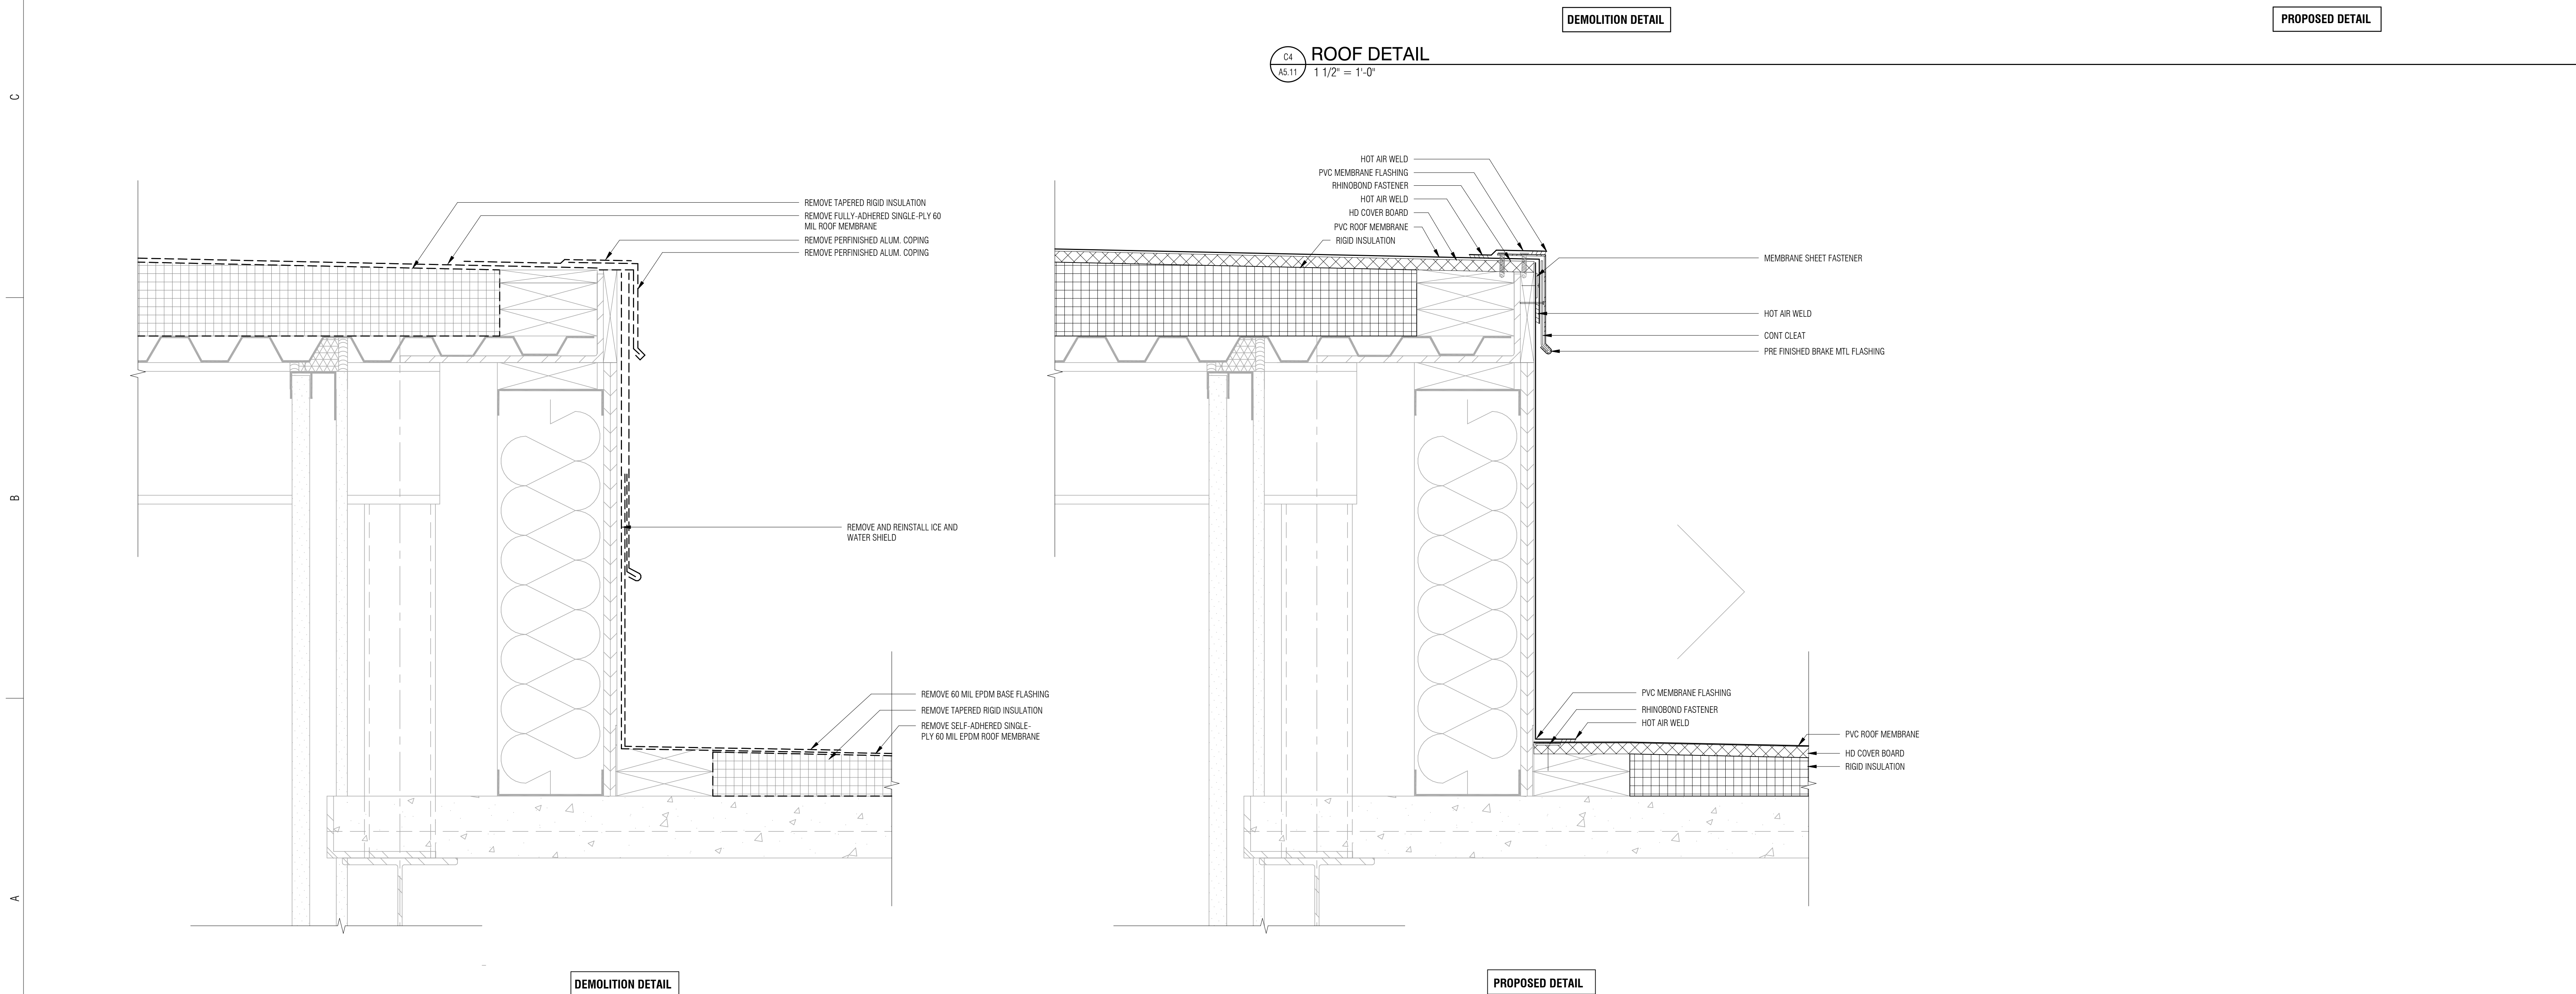 DEMOLITION DETAIL
PROPOSED DETAIL
C4
A5.11
ROOF DETAIL
1 1/2" = 1'-0"
C
B
A
REMOVE TAPERED RIGID INSULATION
REMOVE FULLY-ADHERED SINGLE-PLY 60
MIL ROOF MEMBRANE
REMOVE PERFINISHED ALUM. COPING
REMOVE PERFINISHED ALUM. COPING
REMOVE AND REINSTALL ICE AND
WATER SHIELD
REMOVE 60 MIL EPDM BASE FLASHING
REMOVE TAPERED RIGID INSULATION
REMOVE SELF-ADHERED SINGLE-
PLY 60 MIL EPDM ROOF MEMBRANE
DEMOLITION DETAIL
HOT AIR WELD
PVC MEMBRANE FLASHING
RHINOBOND FASTENER
HOT AIR WELD
HD COVER BOARD
PVC ROOF MEMBRANE
RIGID INSULATION
MEMBRANE SHEET FASTENER
HOT AIR WELD
CONT CLEAT
PRE FINISHED BRAKE MTL FLASHING
PVC MEMBRANE FLASHING
RHINOBOND FASTENER
HOT AIR WELD
PVC ROOF MEMBRANE
HD COVER BOARD
RIGID INSULATION
PROPOSED DETAIL